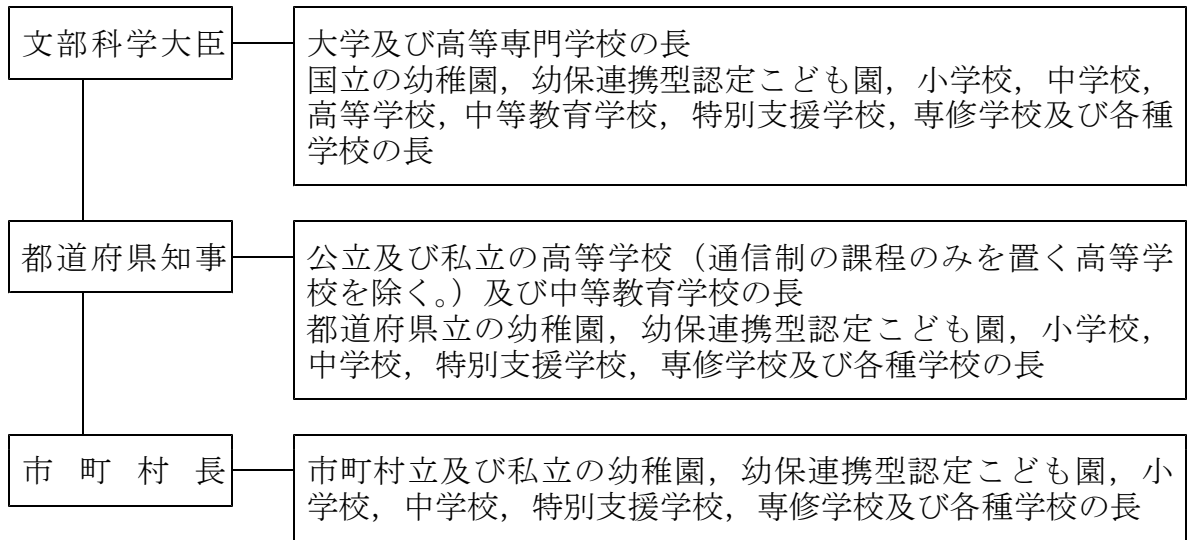 文部科学大臣
大学及び高等専門学校の長
国立の幼稚園，幼保連携型認定こども園，小学校，中学校，
高等学校，中等教育学校，特別支援学校，専修学校及び各種
学校の長
都道府県知事
公立及び私立の高等学校（通信制の課程のみを置く高等学
校を除く。）及び中等教育学校の長
都道府県立の幼稚園，幼保連携型認定こども園，小学校，
中学校，特別支援学校，専修学校及び各種学校の長
市町村長
市町村立及び私立の幼稚園，幼保連携型認定こども園，小
学校，中学校，特別支援学校，専修学校及び各種学校の長